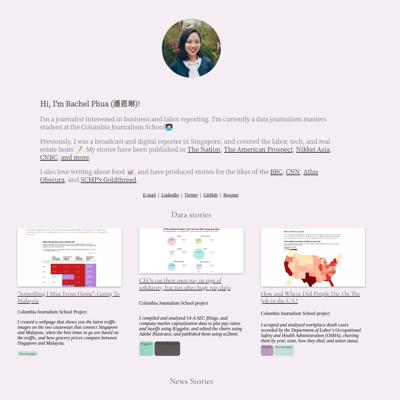 Hi, I'm Rachel Phua (潘恩琳)!
I'm a journalist interested in business and labor reporting. I'm currently a data journalism masters
student at the Columbia Journalism School
Previously, I was a broadcast and digital reporter in Singapore, and covered the labor, tech, and real
estate beats. My stories have been published in The Nation, The American Prospect, Nikkei Asia,
CNBC, and more.
I also love writing about food, and have produced stories for the likes of the BBC, CNN, Atlas
Obscura, and SCMP's Goldthread.
E-mail | LinkedIn | Twitter | GitHub | Resume
Data stories
"Something I Miss From Home": Going To
Malaysia
Columbia Journalism School project
I created a webpage that shows you the latest traffic
images on the two causeways that connect Singapore
and Malaysia, when the best times to go are based on
the traffic, and how grocery prices compare between
Singapore and Malaysia.
CEOs cut their own pay in sign of
solidarity, but reap after huge pay days
Columbia Journalism School project
I compiled and analyzed 14-A SEC filings, and
company market capitalization data to plot pay ratios
and layoffs using Rggplot, and edited the charts using
Adobe Illustrator, and published them using ai2html.
How and Where Did People Die On The
Job in the U.S?
Columbia Journalism School project
I scraped and analyzed workplace death cases
recorded by the Department of Labor's Occupational
Safety and Health Administration (OSHA), charting
them by year, state, how they died, and union status.
News Stories